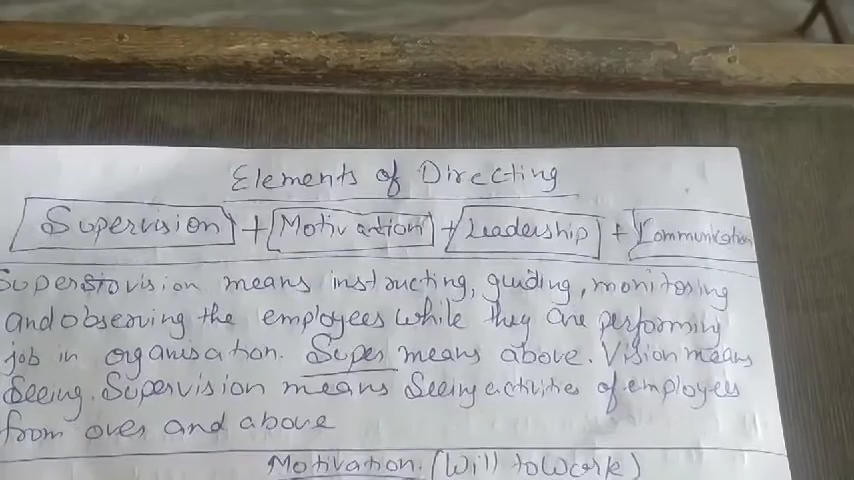 Elements of Directing
Supervision + Motivation + Leadership + Communication
Supervision means instructing, guiding, monitoring
and observing the employees while they are performing
job in organisation. Super means above. Vision means
Seeing. Supervision means Seeing activities of employees
from over and above
Motivation. (Will to Work)